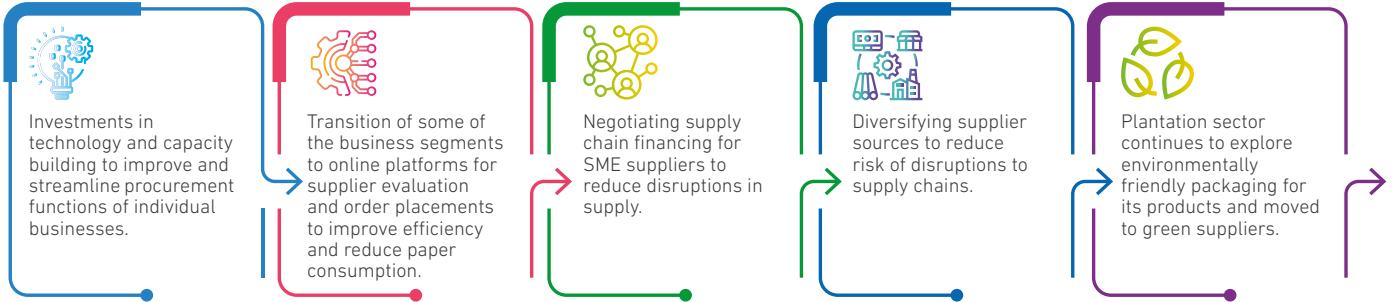 Investments in
technology and capacity
building to improve and
streamline procurement
functions of individual
businesses.
Transition of some of
the business segments
to online platforms for
supplier evaluation
and order placements
to improve efficiency
and reduce paper
consumption.
Negotiating supply
chain financing for
SME suppliers to
reduce disruptions in
supply.
Diversifying supplier
sources to reduce
risk of disruptions to
supply chains.
Plantation sector
continues to explore
environmentally
friendly packaging for
its products and moved
to green suppliers.